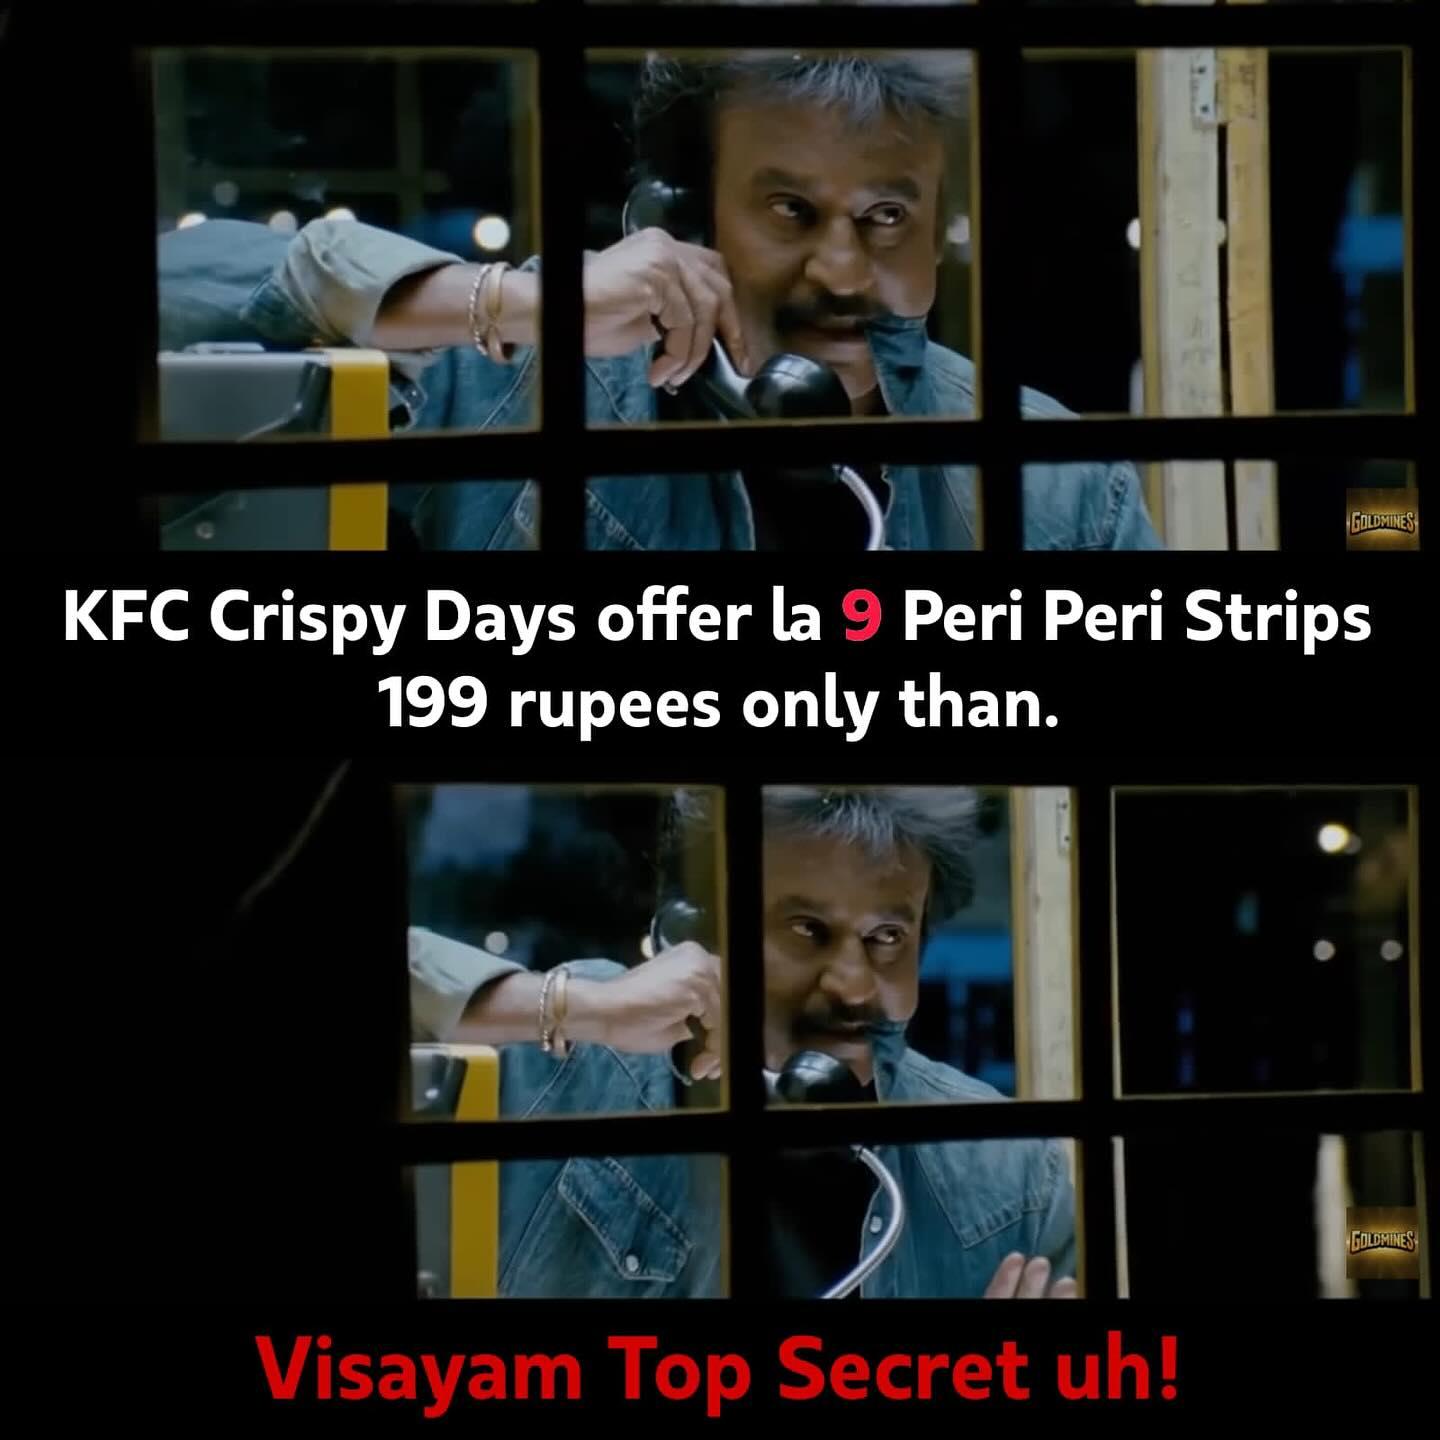 GOLDMINES
KFC Crispy Days offer la 9 Peri Peri Strips
199 rupees only than.
GOLDMINES
Visayam Top Secret uh!